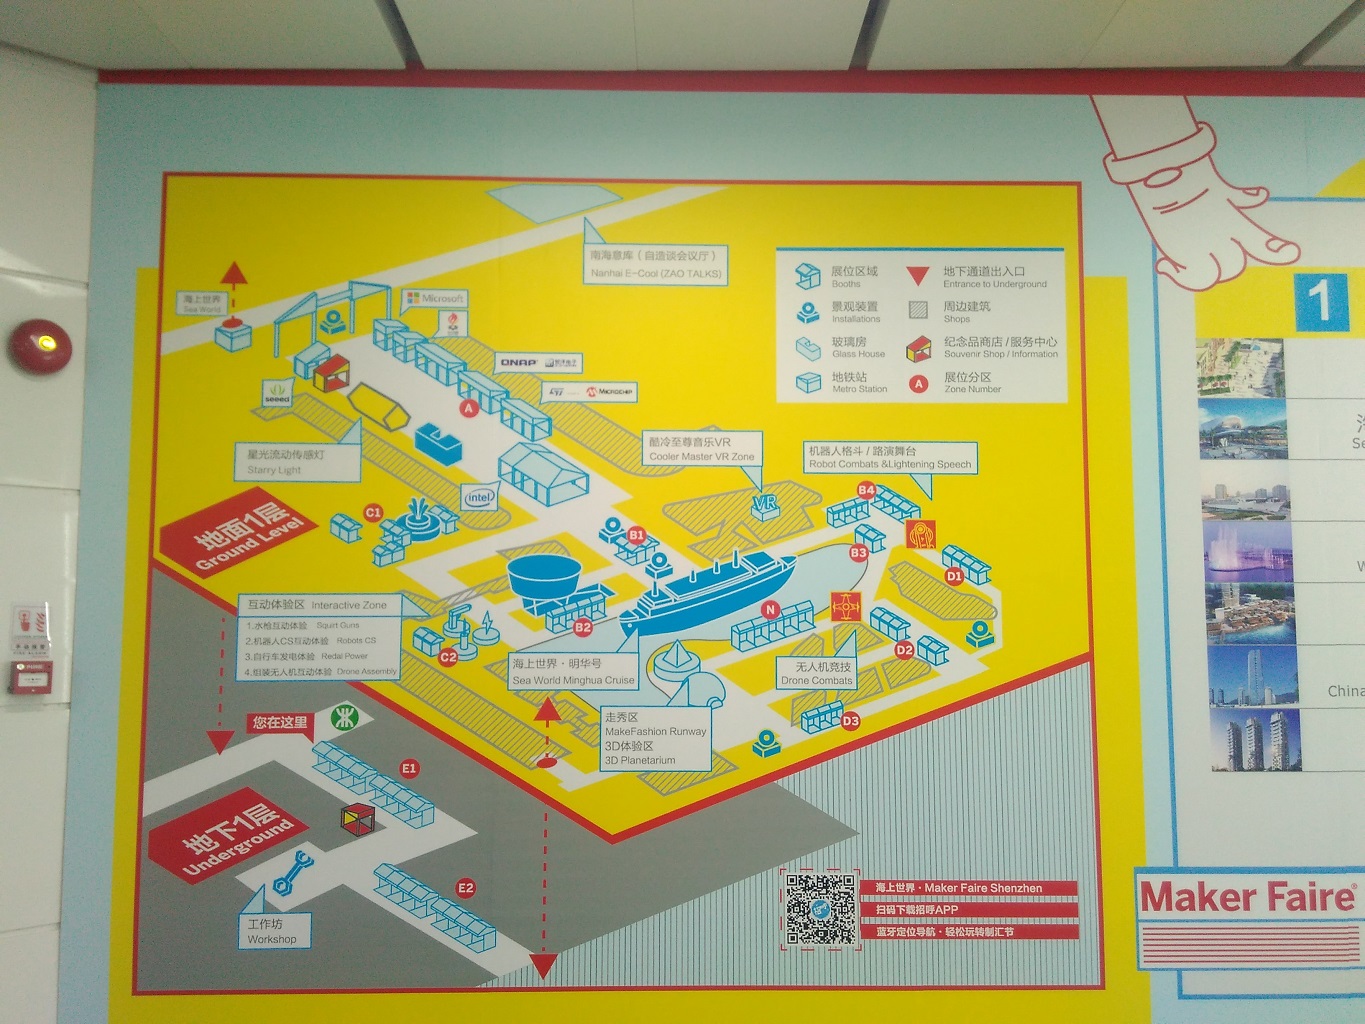 南海意库（自造谈会议厅）
Nanhai E-Cool (ZAO TALKS)
海上世界
Sea World
Microsoft
QNAP
MICROCHIP
seeed
A
星光流动传感灯
Starry Light
intel
酷冷至尊音乐VR
Cooler Master VR Zone
VR
机器人格斗 / 路演舞台
Robot Combats &Lightening Speech
展位区域
Booths
地下通道出入口
Entrance to Underground
景观装置
Installations
周边建筑
Shops
玻璃房
Glass House
纪念品商店 / 服务中心
Souvenir Shop / Information
地铁站
Metro Station
A
展位分区
Zone Number
地面1层
Ground Level
C1
B1
B4
B3
D1
N
B2
D2
C2
D3
互动体验区 Interactive Zone
1.水枪互动体验 Squirt Guns
2.机器人CS互动体验 Robots CS
3.自行车发电体验 Redal Power
4.组装无人机互动体验 Drone Assembly
海上世界·明华号
Sea World Minghua Cruise
无人机竞技
Drone Combats
走秀区
MakeFashion Runway
3D体验区
3D Planetarium
您在这里
E1
地下1层
Underground
E2
工作坊
Workshop
海上世界·Maker Faire Shenzhen
扫码下载招呼APP
蓝牙定位导航·轻松玩转制汇节
1
Se
W
China
Maker Faire